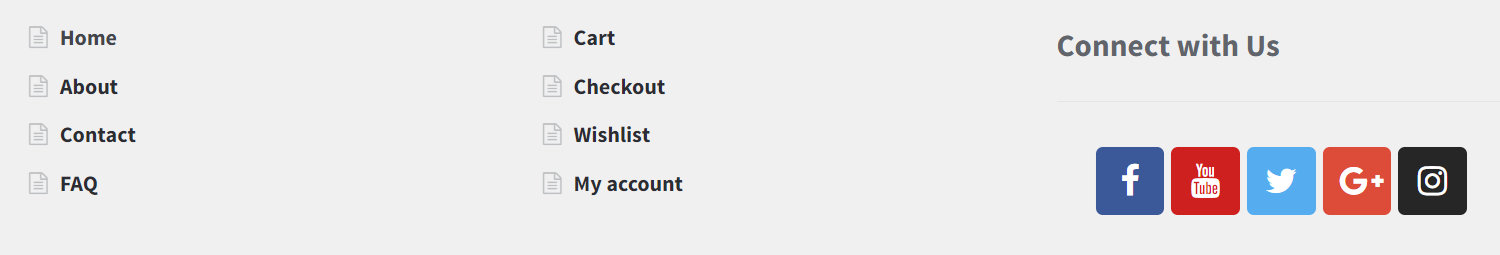 Home
About
Contact
FAQ
Cart
Checkout
Wishlist
My account
Connect with Us
You
Tube
G+